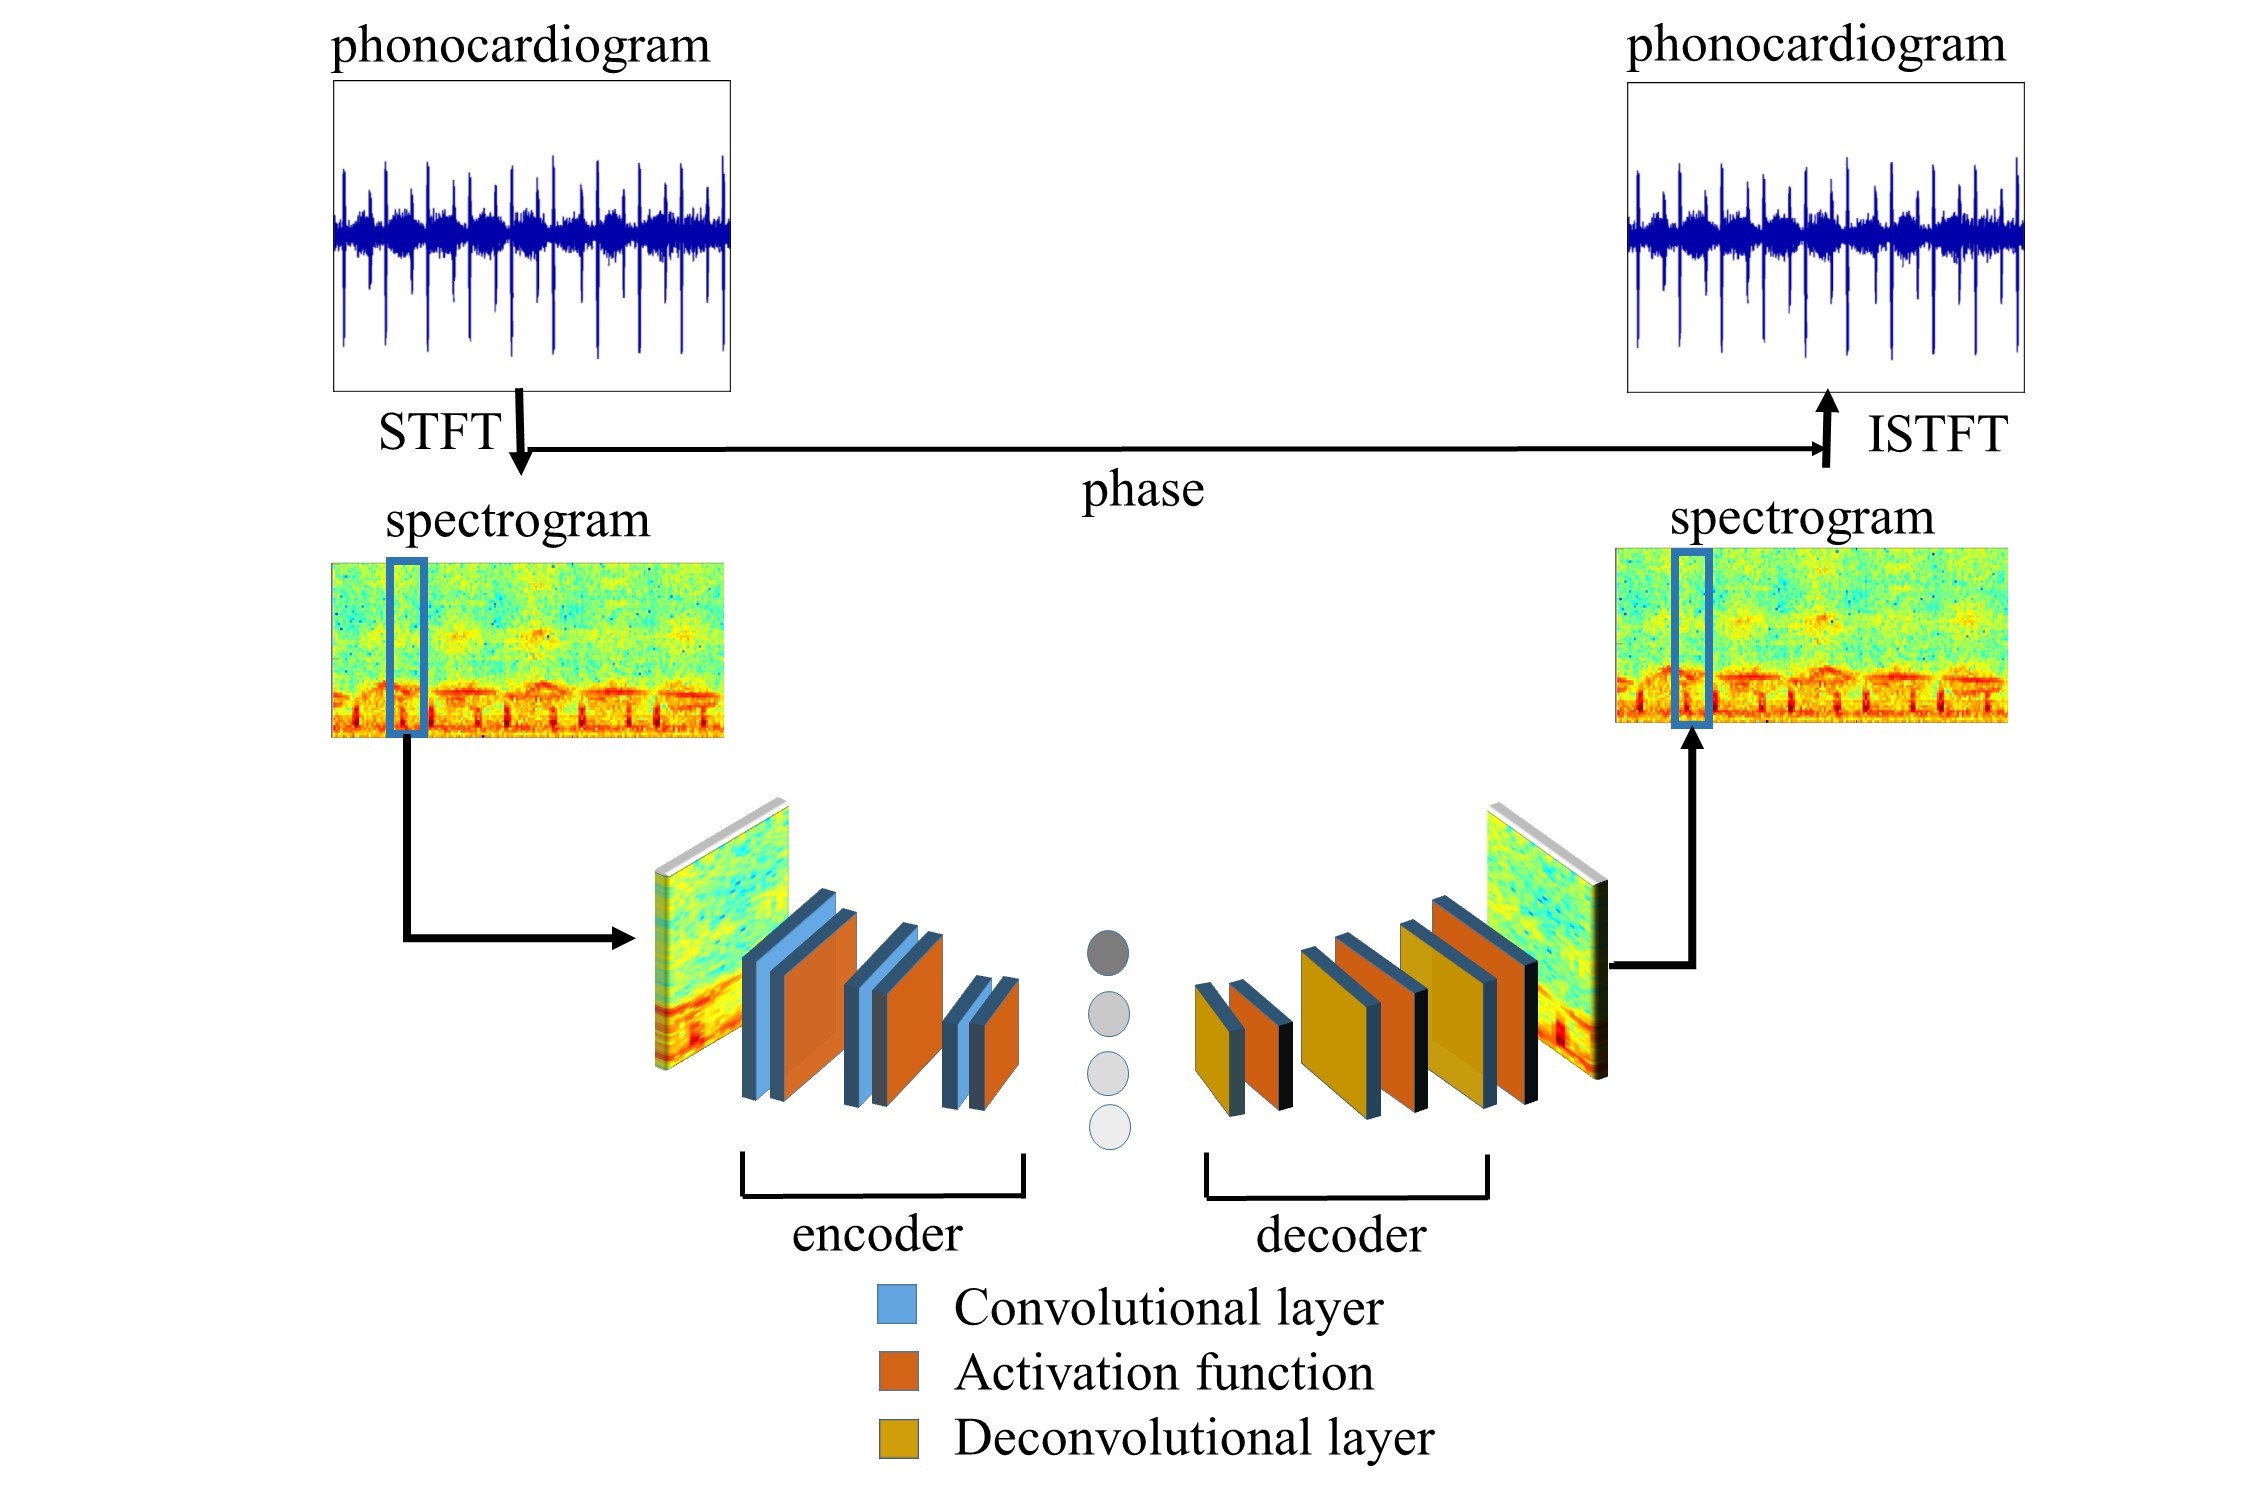 phonocardiogram
phonocardiogram
STFT
ISTFT
phase
spectrogram
spectrogram
encoder
decoder
Convolutional layer
Activation function
Deconvolutional layer